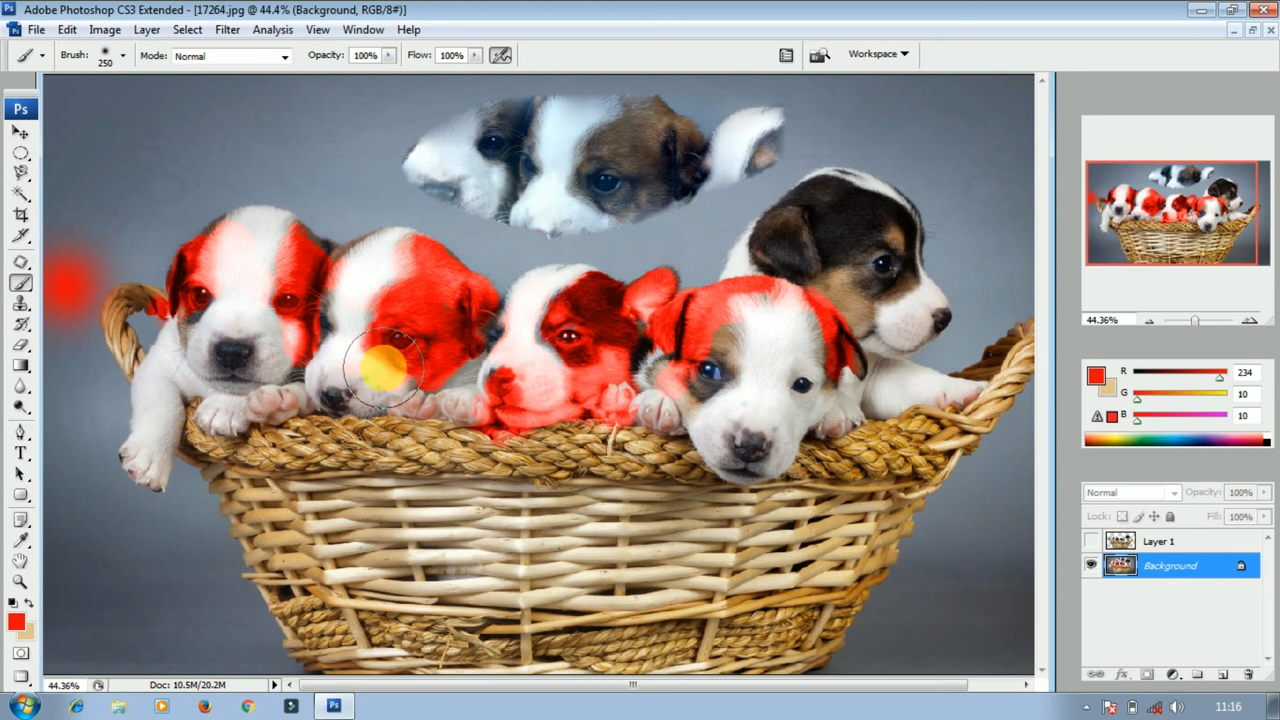 Adobe Photoshop CS3 Extended - [17264.jpg @ 44.4% (Background, RGB/8#)]
File Edit Image Layer Select Filter Analysis View Window Help
Brush: 250 Mode: Normal Opacity: 100% Flow: 100% Workspace
Ps
44.36%
R 234
G 10
B 10
Normal Opacity: 100%
Lock: Fill: 100%
Layer 1
Background
T
44.36% Doc: 10.5M/20.2M
Ps 11:16